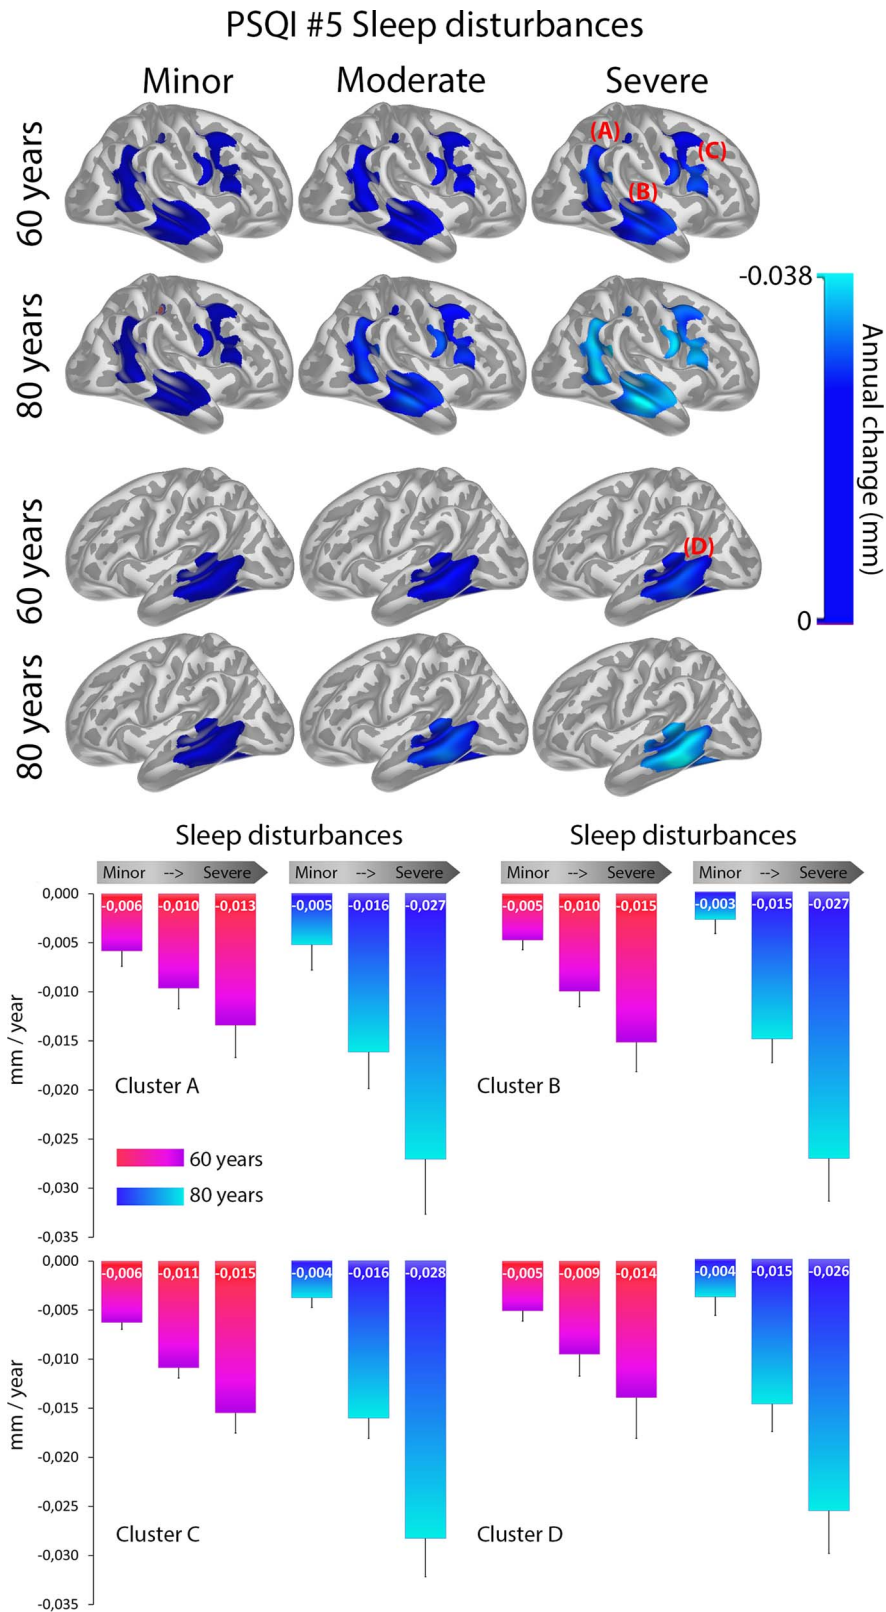 PSQI #5 Sleep disturbances
Minor Moderate Severe
60 years
(A) (B) (C)
80 years
-0.038
Annual change (mm)
0
60 years
(D)
80 years
Sleep disturbances Sleep disturbances
Minor --> Severe Minor --> Severe Minor --> Severe Minor --> Severe
0,000 -0,006 -0,010 -0,013 -0,005 -0,016 -0,027 -0,005 -0,010 -0,015 -0,003 -0,015 -0,027
-0,005
-0,010
-0,015
-0,020
-0,025
-0,030
-0,035
mm / year
Cluster A Cluster B
60 years
80 years
0,000 -0,006 -0,011 -0,015 -0,004 -0,016 -0,028 -0,005 -0,009 -0,014 -0,004 -0,015 -0,026
-0,005
-0,010
-0,015
-0,020
-0,025
-0,030
-0,035
mm / year
Cluster C Cluster D